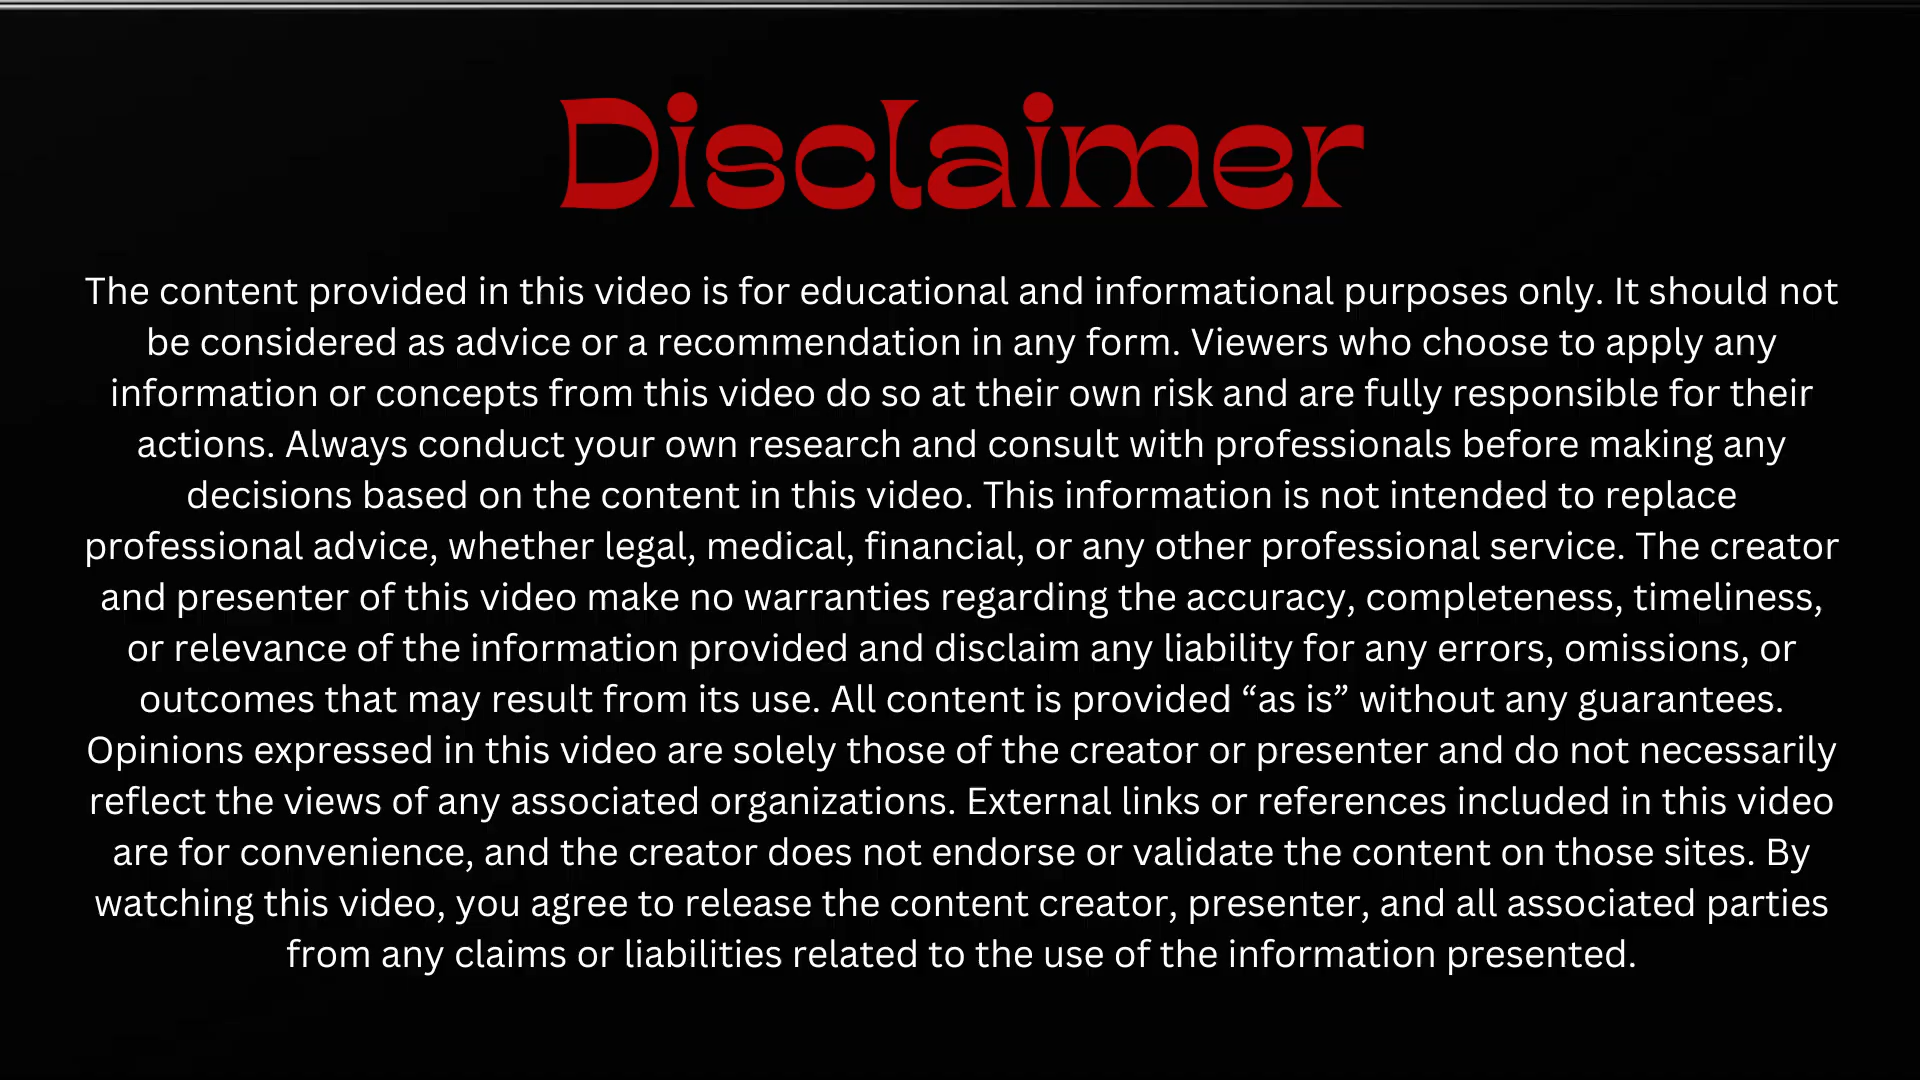 Disclaimer
The content provided in this video is for educational and informational purposes only. It should not
be considered as advice or a recommendation in any form. Viewers who choose to apply any
information or concepts from this video do so at their own risk and are fully responsible for their
actions. Always conduct your own research and consult with professionals before making any
decisions based on the content in this video. This information is not intended to replace
professional advice, whether legal, medical, financial, or any other professional service. The creator
and presenter of this video make no warranties regarding the accuracy, completeness, timeliness,
or relevance of the information provided and disclaim any liability for any errors, omissions, or
outcomes that may result from its use. All content is provided “as is” without any guarantees.
Opinions expressed in this video are solely those of the creator or presenter and do not necessarily
reflect the views of any associated organizations. External links or references included in this video
are for convenience, and the creator does not endorse or validate the content on those sites. By
watching this video, you agree to release the content creator, presenter, and all associated parties
from any claims or liabilities related to the use of the information presented.